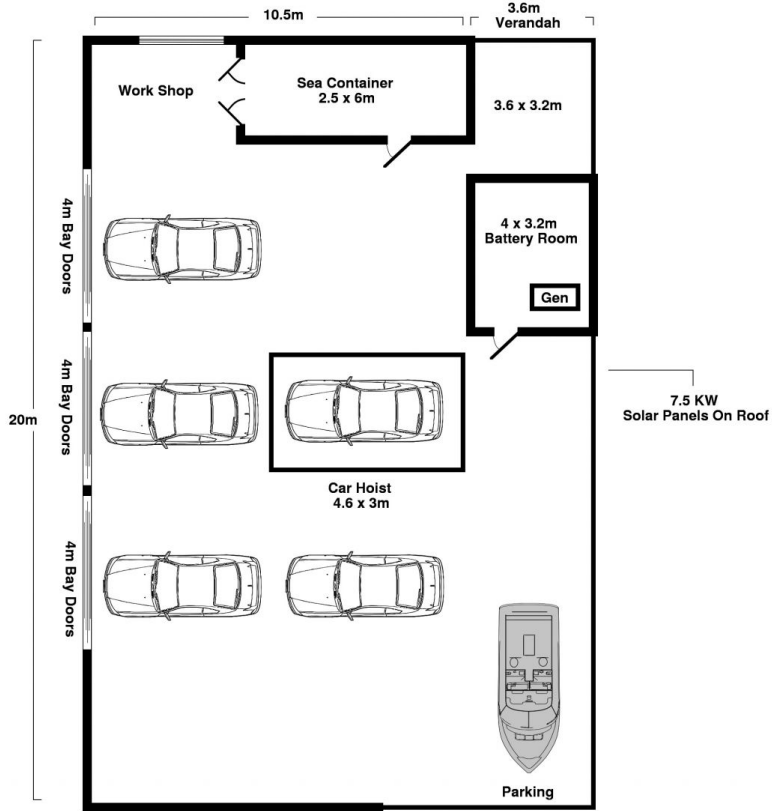 10.5m
3.6m
Verandah
Work Shop
Sea Container
2.5 x 6m
3.6 x 3.2m
4m Bay Doors
4 x 3.2m
Battery Room
Gen
4m Bay Doors
20m
7.5 KW
Solar Panels On Roof
Car Hoist
4.6 x 3m
4m Bay Doors
Parking